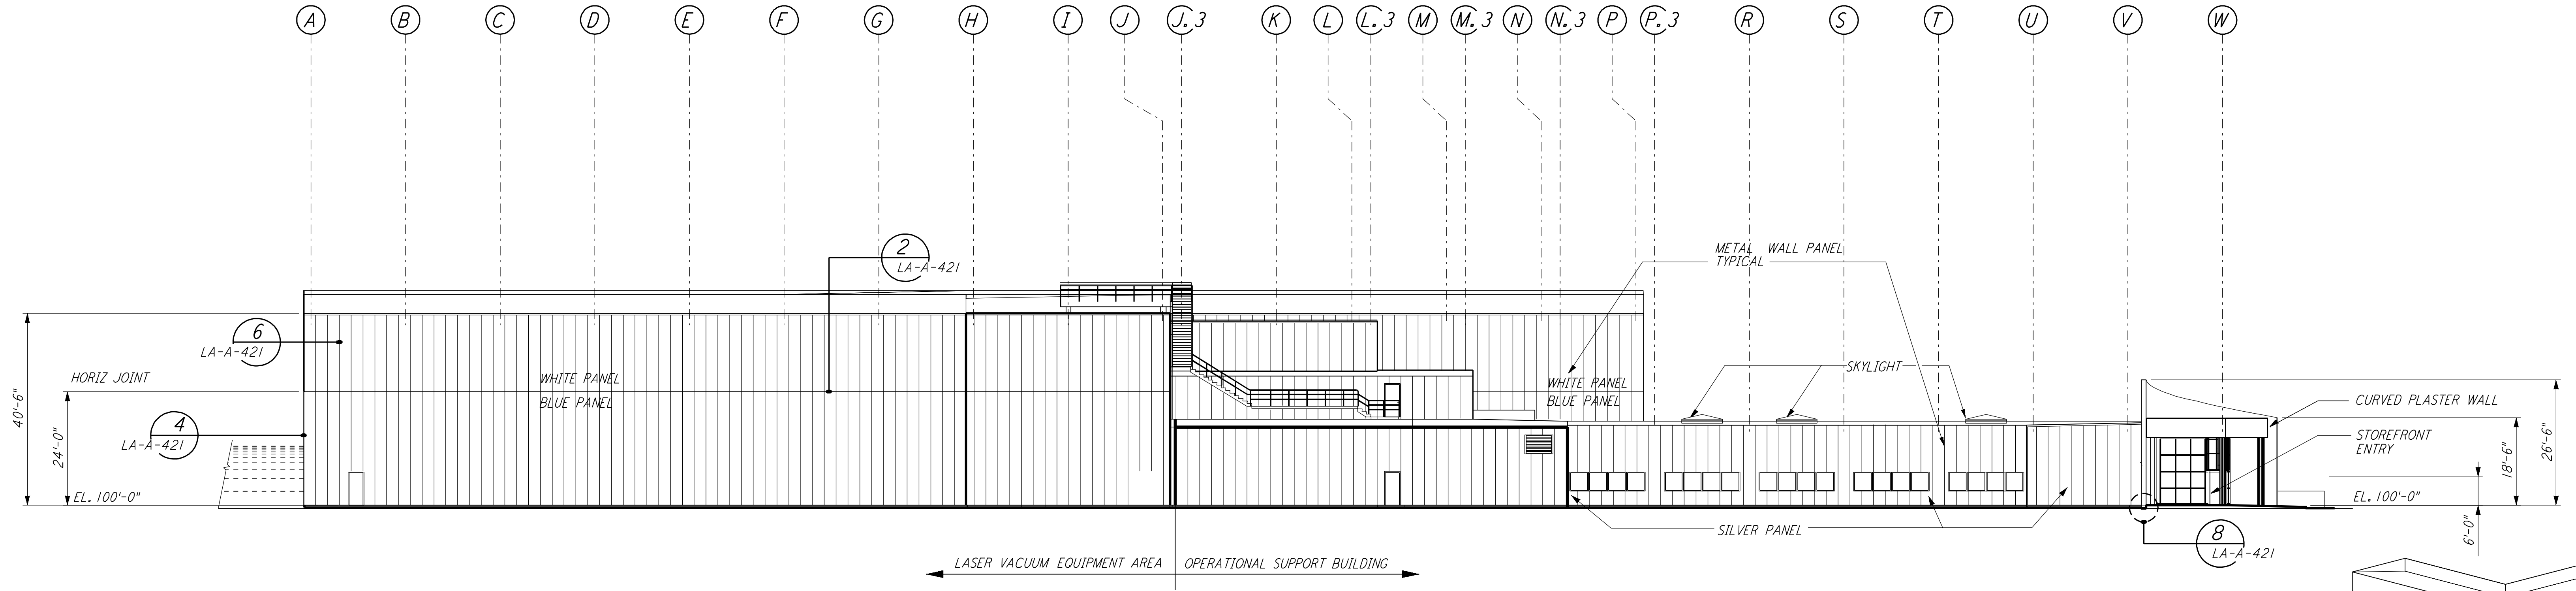 A B C D E F G H I J J.3 K L L.3 M M.3 N N.3 P P.3 R S T U V W
2
LA-A-421
METAL WALL PANEL
TYPICAL
6
LA-A-421
HORIZ JOINT
WHITE PANEL
BLUE PANEL
WHITE PANEL
BLUE PANEL
SKYLIGHT
40'-6"
24'-0"
4
LA-A-421
EL. 100'-0"
CURVED PLASTER WALL
STOREFRONT
ENTRY
18'-6"
26'-6"
EL. 100'-0"
6'-0"
SILVER PANEL
8
LA-A-421
LASER VACUUM EQUIPMENT AREA
OPERATIONAL SUPPORT BUILDING